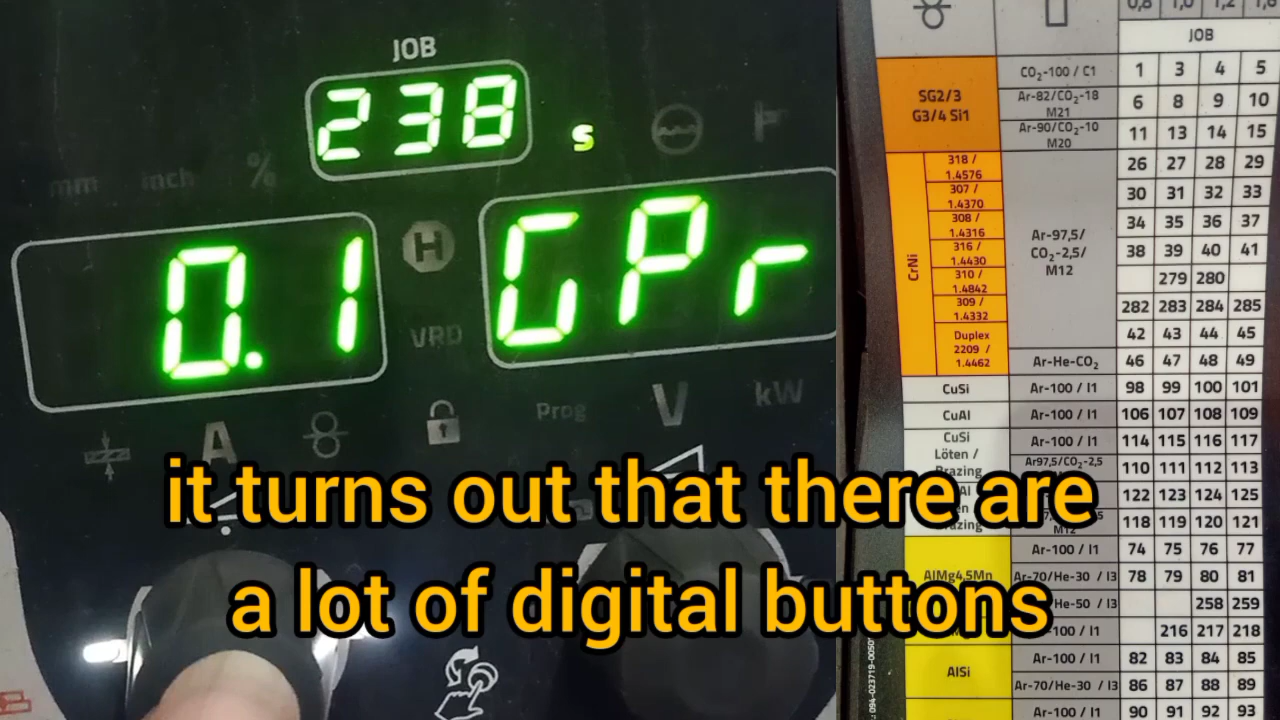 JOB
238
s
mm inch %
0.1
H
VRD
GPr
A
Prog
V
kW
it turns out that there are
a lot of digital buttons
0,8 1,0 1,2 1,6
JOB
SG2/3
G3/4 Si1
CO₂-100 / C1 1 3 4 5
Ar-82/CO₂-18
M21
6 8 9 10
Ar-90/CO₂-10
M20
11 13 14 15
CrNi
318 /
1.4576
Ar-97,5/
CO₂-2,5/
M12
26 27 28 29
307 /
1.4370
30 31 32 33
308 /
1.4316
34 35 36 37
316 /
1.4430
38 39 40 41
310 /
1.4842
279 280
309 /
1.4332
282 283 284 285
Duplex
2209 /
1.4462
42 43 44 45
Ar-He-CO₂ 46 47 48 49
CuSi Ar-100 / I1 98 99 100 101
CuAl Ar-100 / I1 106 107 108 109
CuSi
Löten /
Brazing
Ar-100 / I1 114 115 116 117
Ar97,5/CO₂-2,5
110 111 112 113
122 123 124 125
M12
118 119 120 121
AlMg4,5Mn
Ar-100 / I1 74 75 76 77
Ar-70/He-30 / I3 78 79 80 81
He-50 / I3 258 259
-100 / I1 216 217 218
AlSi
Ar-100 / I1 82 83 84 85
Ar-70/He-30 / I3 86 87 88 89
Ar-100 / I1 90 91 92 93